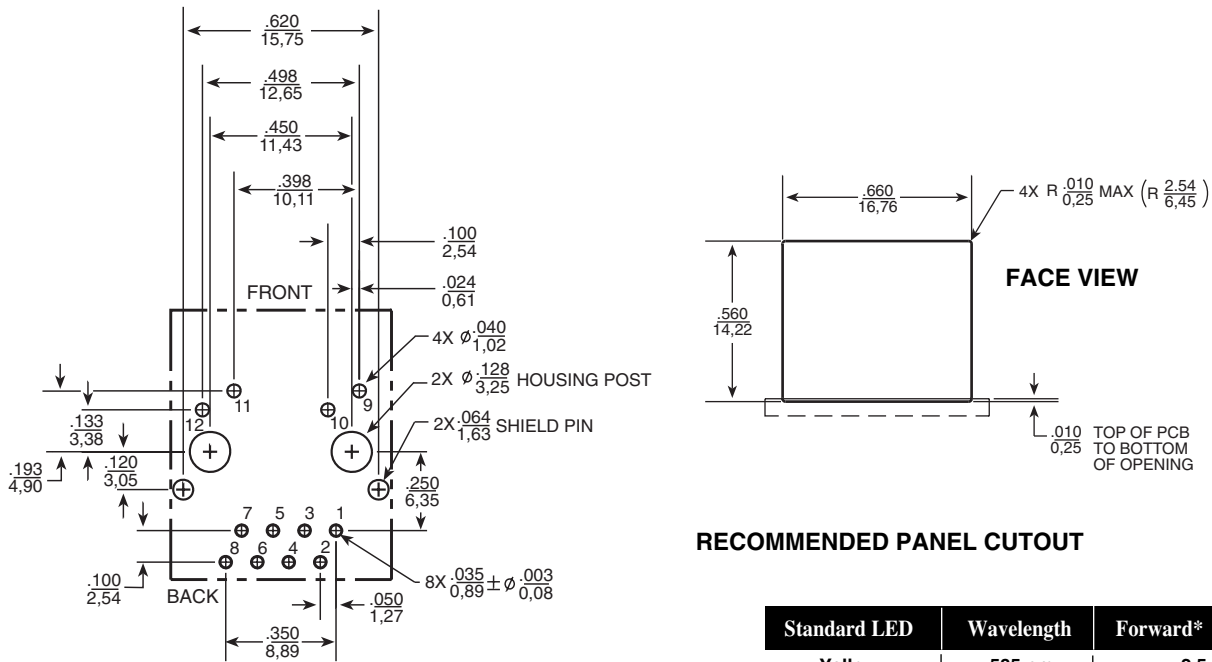 .620
15,75
.498
12,65
.450
11,43
.398
10,11
.100
2,54
.024
0,61
FRONT
4X ø .040
1,02
2X ø .128
3,25 HOUSING POST
2X .064
1,63 SHIELD PIN
11
9
12
10
.133
3,38
.193
4,90
.120
3,05
.250
6,35
7 5 3 1
8 6 4 2
8X .035
0,89 ± ø .003
0,08
.100
2,54
BACK
.050
1,27
.350
8,89
.660
16,76
4X R .010
0,25 MAX (R 2.54
6,45 )
FACE VIEW
.560
14,22
.010
0,25
TOP OF PCB
TO BOTTOM
OF OPENING
RECOMMENDED PANEL CUTOUT
Standard LED Wavelength Forward*